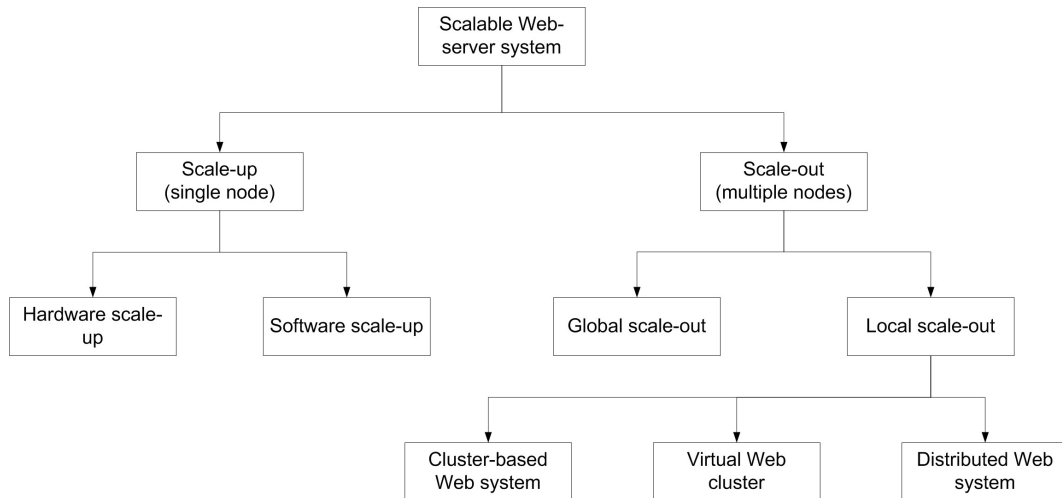 Scalable Web-
server system
Scale-up
(single node)
Scale-out
(multiple nodes)
Hardware scale-
up
Software scale-up
Global scale-out
Local scale-out
Cluster-based
Web system
Virtual Web
cluster
Distributed Web
system